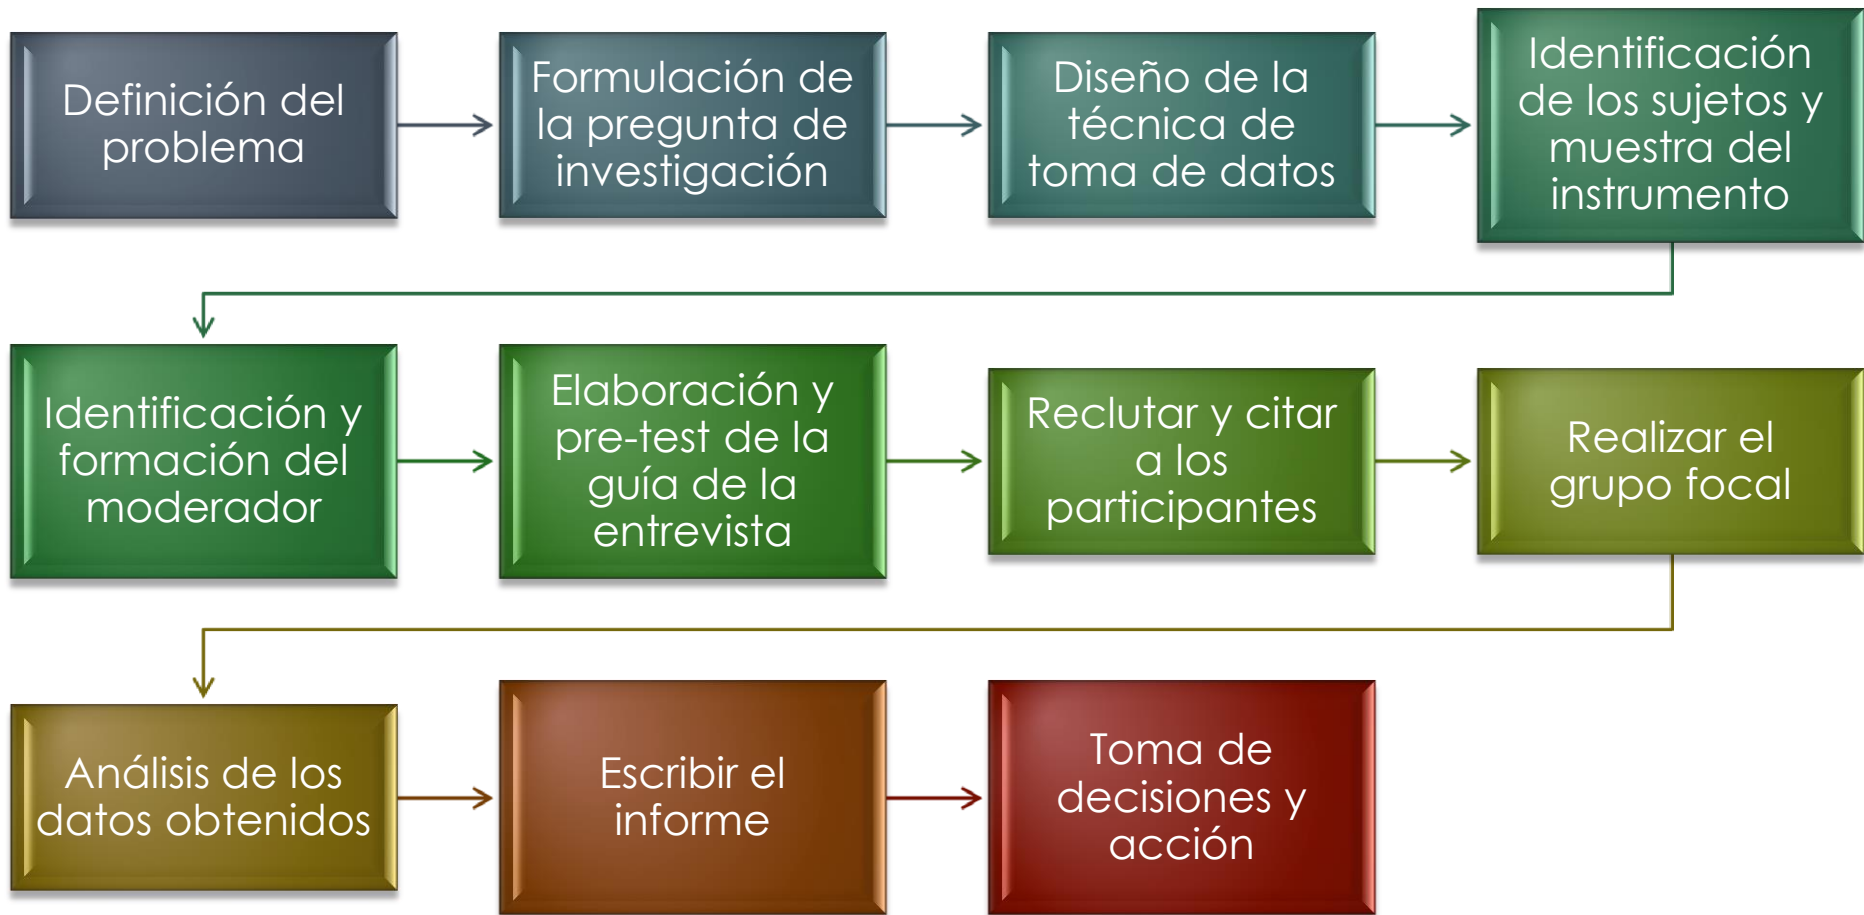 Definición del
problema
Formulación de
la pregunta de
investigación
Diseño de la
técnica de
toma de datos
Identificación
de los sujetos y
muestra del
instrumento
Identificación y
formación del
moderador
Elaboración y
pre-test de la
guía de la
entrevista
Reclutar y citar
a los
participantes
Realizar el
grupo focal
Análisis de los
datos obtenidos
Escribir el
informe
Toma de
decisiones y
acción